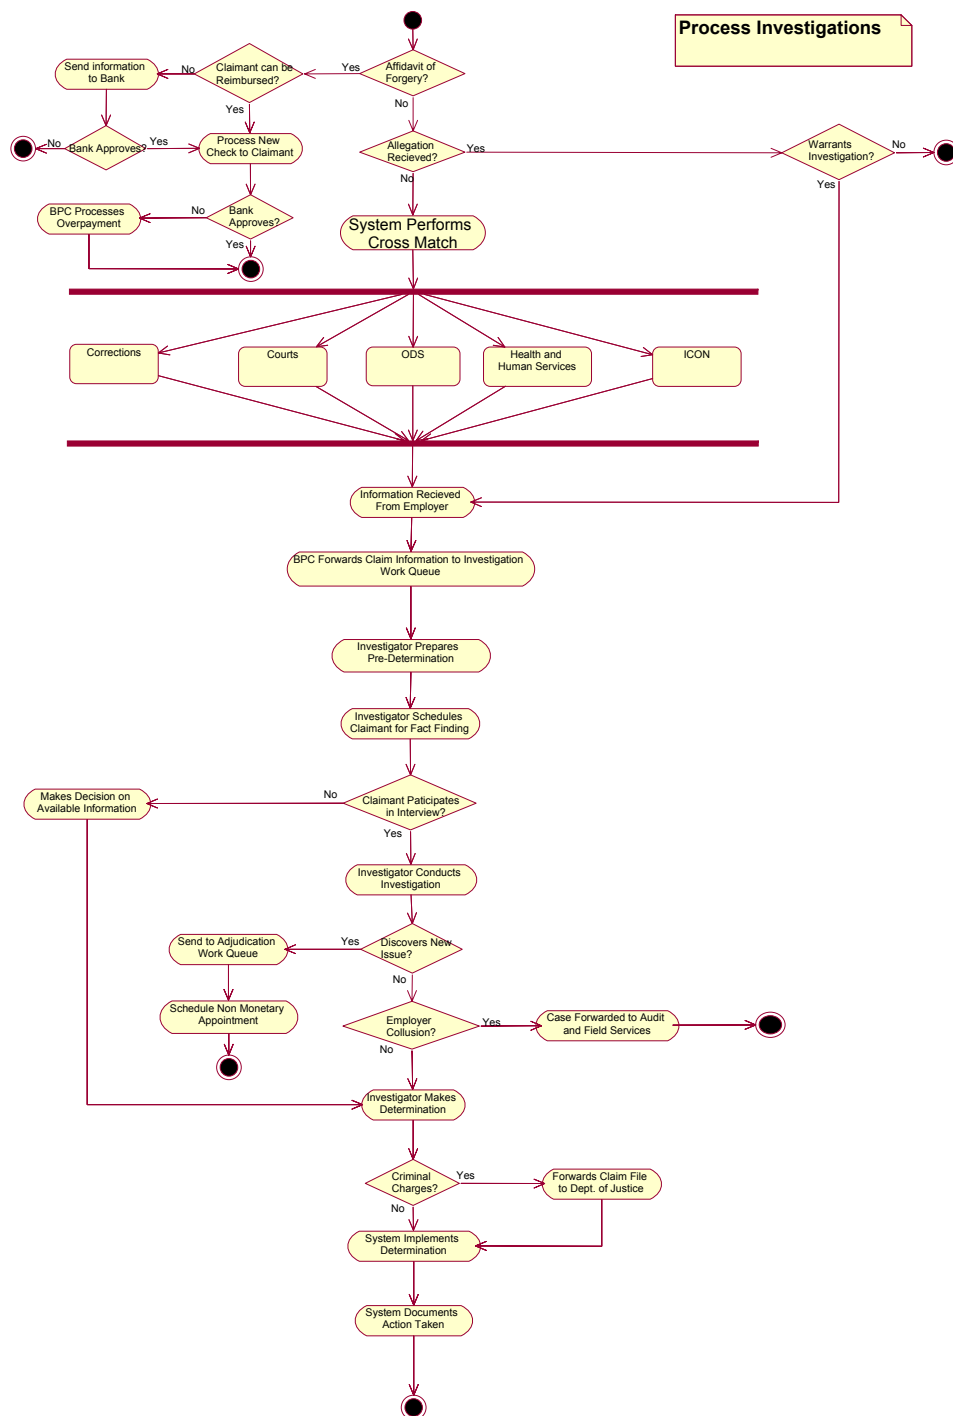 Process Investigations
Send information
to Bank
No
Claimant can be
Reimbursed?
Yes
Affidavit of
Forgery?
Yes
No
No
Bank Approves?
Yes
Process New
Check to Claimant
Allegation
Recieved?
Yes
Warrants
Investigation?
No
No
Yes
BPC Processes
Overpayment
No
Bank
Approves?
Yes
System Performs
Cross Match
Corrections
Courts
ODS
Health and
Human Services
ICON
Information Recieved
From Employer
BPC Forwards Claim Information to Investigation
Work Queue
Investigator Prepares
Pre-Determination
Investigator Schedules
Claimant for Fact Finding
Makes Decision on
Available Information
No
Claimant Paticipates
in Interview?
Yes
Investigator Conducts
Investigation
Send to Adjudication
Work Queue
Yes
Discovers New
Issue?
No
Schedule Non Monetary
Appointment
Employer
Collusion?
Yes
Case Forwarded to Audit
and Field Services
No
Investigator Makes
Determination
Criminal
Charges?
Yes
Forwards Claim File
to Dept. of Justice
No
System Implements
Determination
System Documents
Action Taken